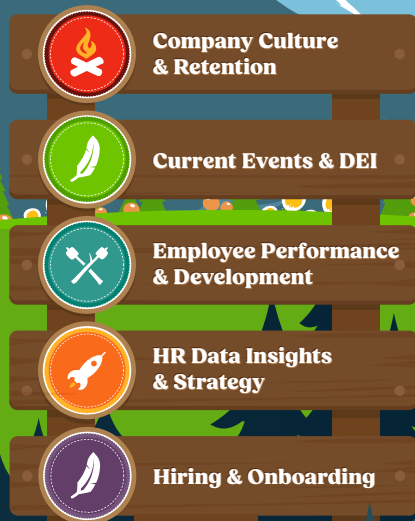 Company Culture
& Retention
Current Events & DEI
Employee Performance
& Development
HR Data Insights
& Strategy
Hiring & Onboarding